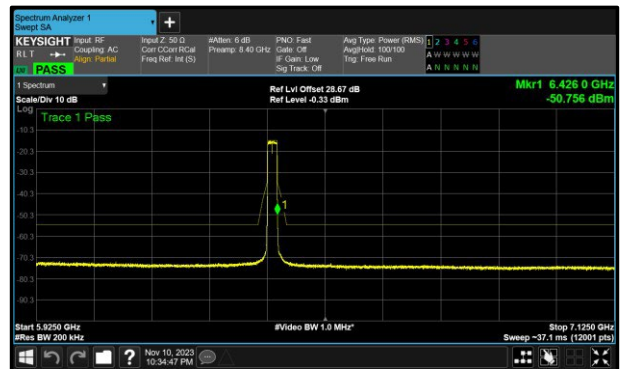 Spectrum Analyzer 1
Swept SA
+
KEYSIGHT Input: RF Input Z: 50 Ω #Atten: 6 dB PNO: Fast Avg Type: Power (RMS) 1 2 3 4 5 6
RLT Coupling: AC Corr CCorr RCal Preamp: 8.40 GHz Gate: Off Avg|Hold: 100/100 A W W W W W
Align: Partial Freq Ref: Int (S) IF Gain: Low Trig: Free Run
PASS Sig Track: Off A N N N N N
1 Spectrum
Ref Lvl Offset 28.67 dB Mkr1 6.426 0 GHz
Scale/Div 10 dB Ref Level -0.33 dBm -50.756 dBm
Log
Trace 1 Pass
-10.3
-20.3
-30.3
-40.3
1
-50.3
-60.3
-70.3
-80.3
-90.3
Start 5.9250 GHz #Video BW 1.0 MHz* Stop 7.1250 GHz
#Res BW 200 kHz Sweep ~37.1 ms (12001 pts)
? Nov 10, 2023
10:34:47 PM